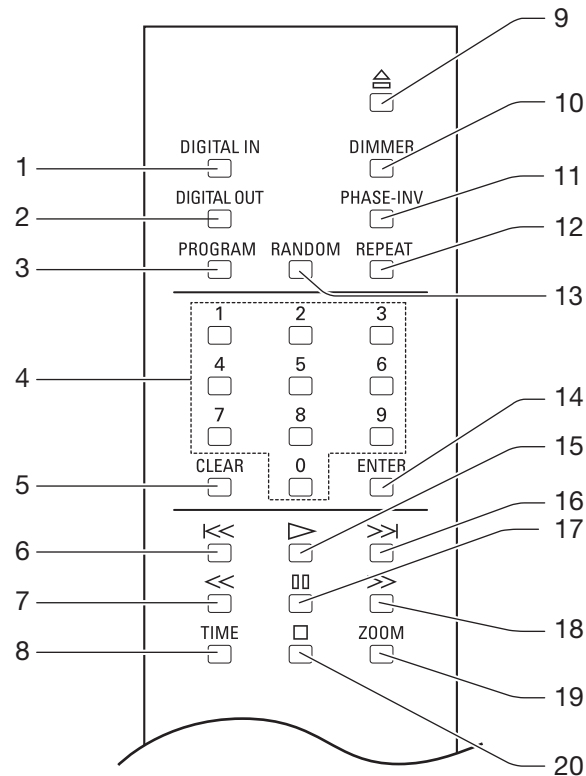 9
10
DIGITAL IN DIMMER
1
11
DIGITAL OUT PHASE-INV
2
12
PROGRAM RANDOM REPEAT
3
13
1 2 3
4
4 5 6
7 8 9
14
15
CLEAR 0 ENTER
5
16
6
17
7
18
TIME ZOOM
8
19
20